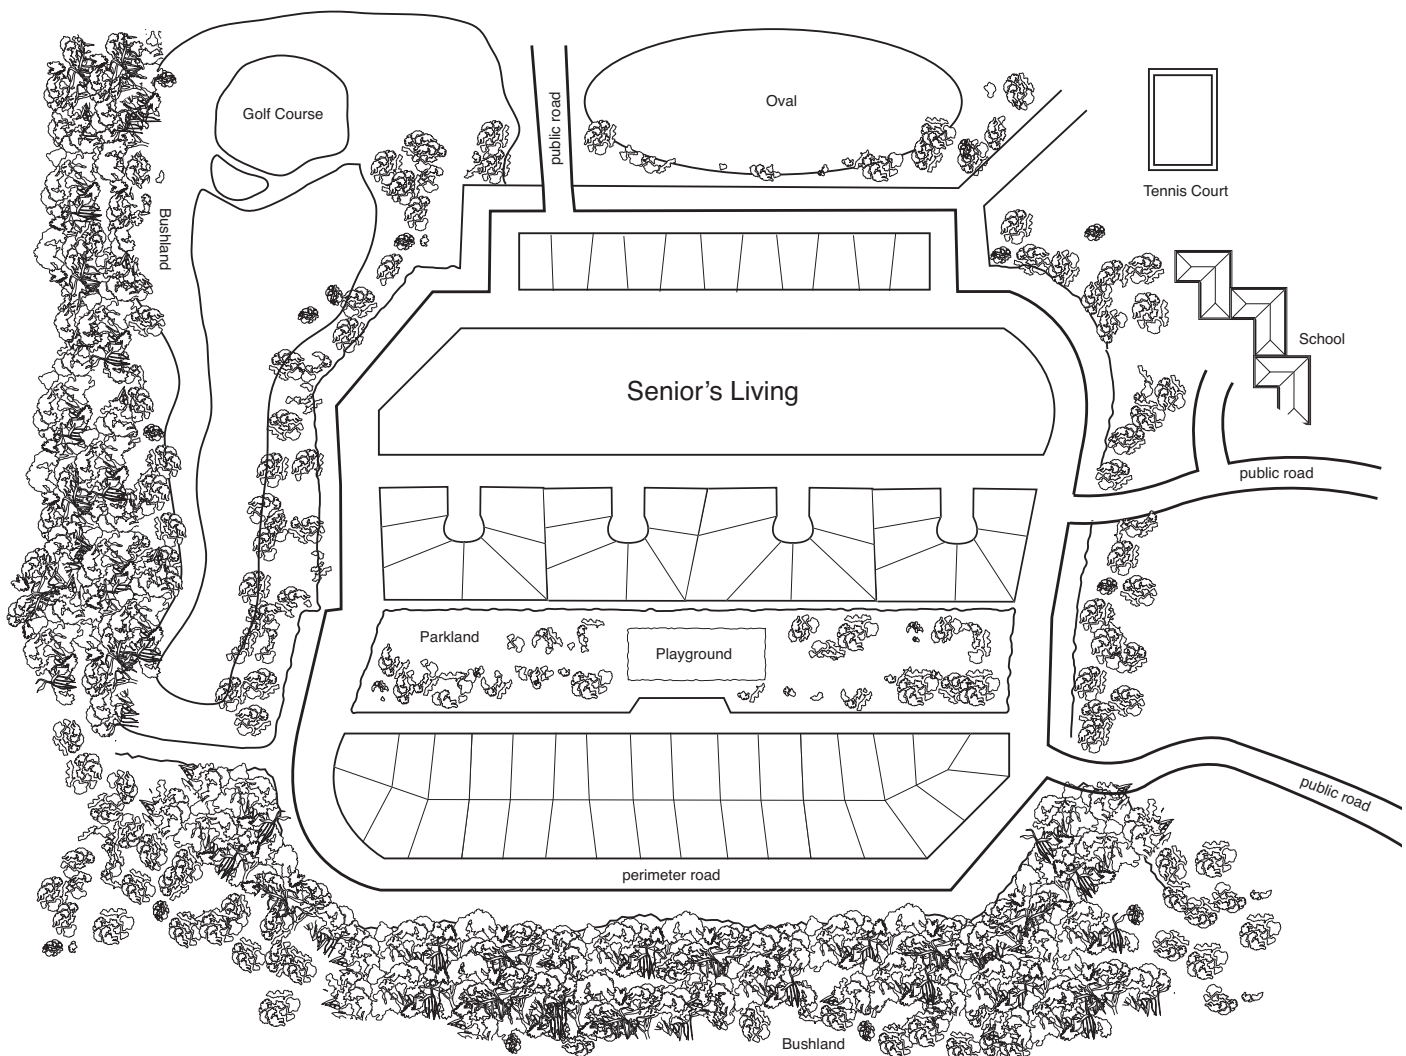 Golf Course
public road
Oval
Tennis Court
Bushland
School
Senior's Living
public road
Parkland
Playground
public road
perimeter road
Bushland